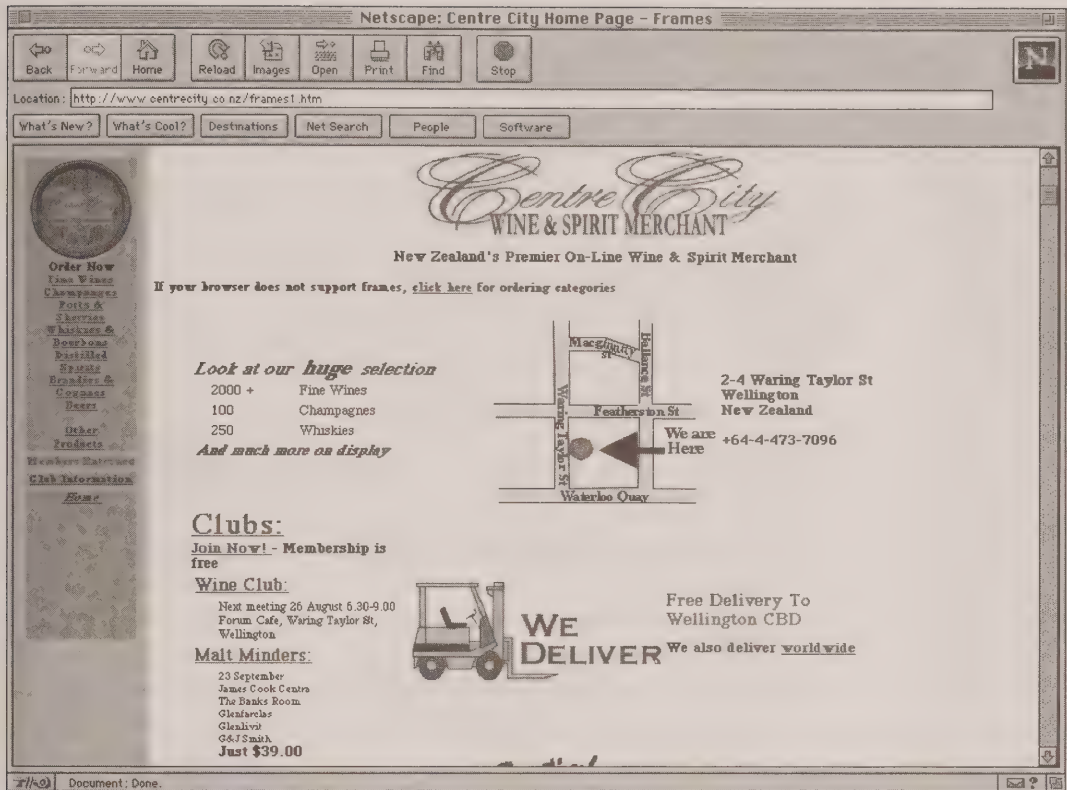 Netscape: Centre City Home Page – Frames
Back Forward Home Reload Images Open Print Find Stop
N
Location: http://www.centrecity.co.nz/frames1.htm
What's New? What's Cool? Destinations Net Search People Software
Order Now
Fine Wines
Champagnes
Ports &
Sherries
Whiskies &
Bourbons
Distilled
Spirits
Brandies &
Cognacs
Beers
Other
Products
Members
Club Information
Home
Centre City
WINE & SPIRIT MERCHANT
New Zealand's Premier On-Line Wine & Spirit Merchant
If your browser does not support frames, click here for ordering categories
Look at our huge selection
2000 + Fine Wines
100 Champagnes
250 Whiskies
And much more on display
Macginnity
st
Ballance St
Waring Taylor St
Featherston St
Waterloo Quay
We are
Here
2-4 Waring Taylor St
Wellington
New Zealand
+64-4-473-7096
Clubs:
Join Now! - Membership is
free
Wine Club:
Next meeting 26 August 6.30-9.00
Forum Cafe, Waring Taylor St,
Wellington
Malt Minders:
23 September
James Cook Centra
The Banks Room
Glenfarclas
Glenlivit
G&J Smith
Just $39.00
WE
DELIVER
Free Delivery To
Wellington CBD
We also deliver worldwide
Document: Done.
?